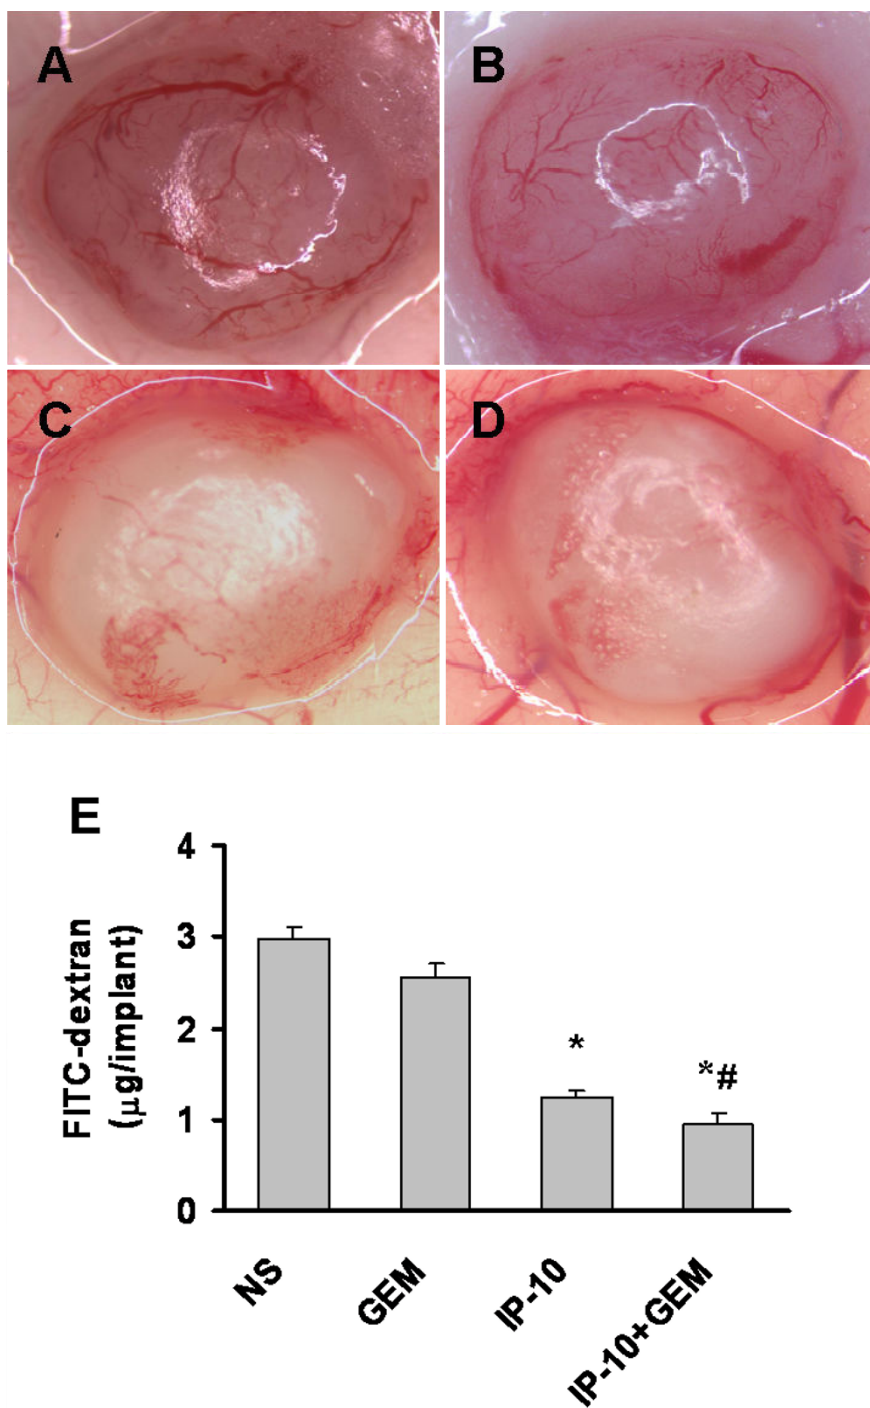 A
B
C
D
E
4
3
2
1
0
FITC-dextran
(μg/implant)
*
*#
NS
GEM
IP-10
IP-10+GEM